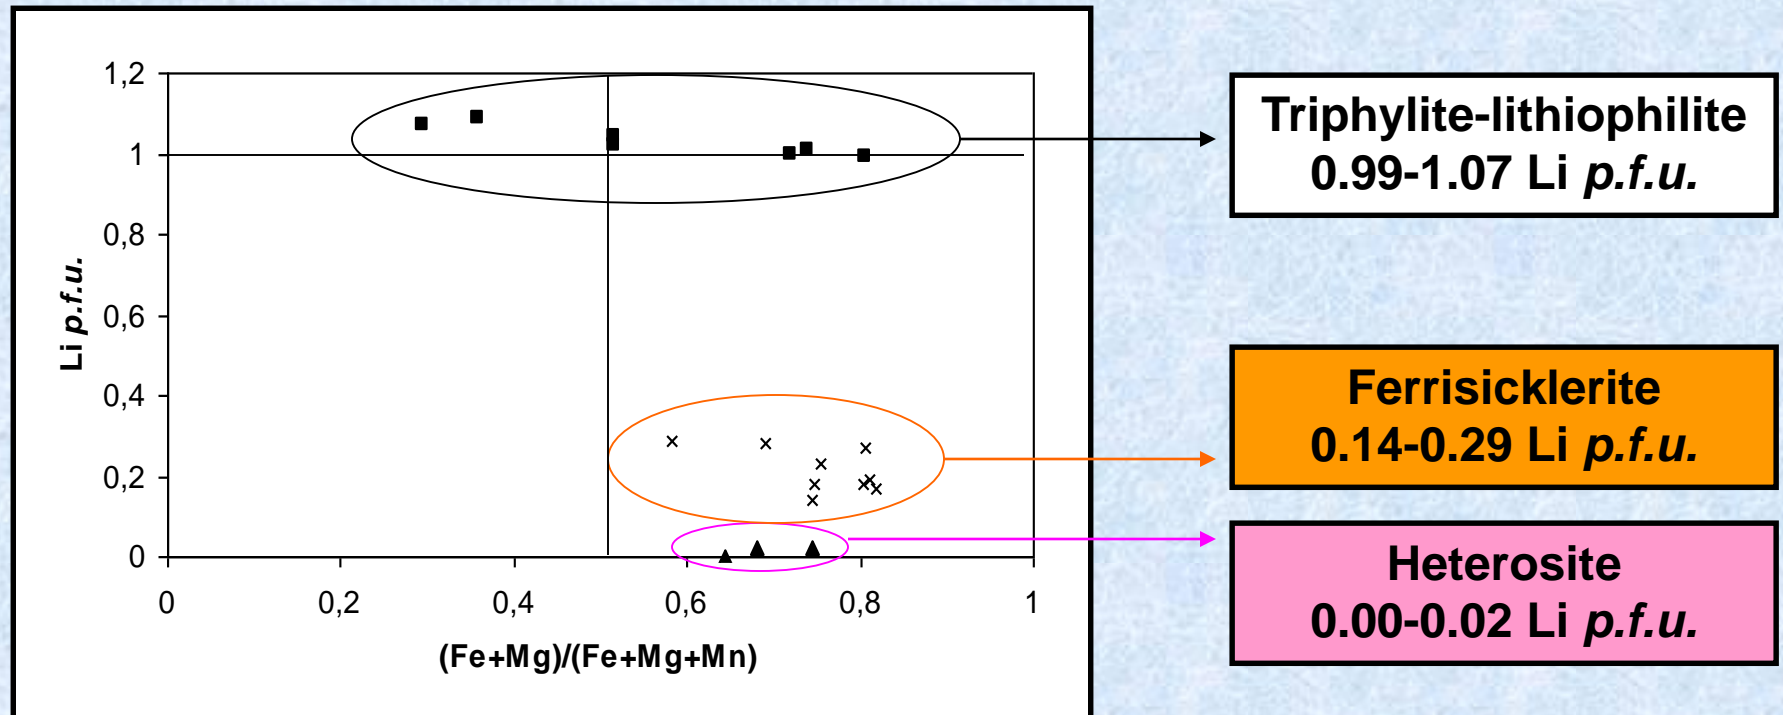 1,2
1
0,8
0,6
0,4
0,2
0
Li p.f.u.
0
0,2
0,4
0,6
0,8
1
(Fe+Mg)/(Fe+Mg+Mn)
Triphylite-lithiophilite
0.99-1.07 Li p.f.u.
Ferrisicklerite
0.14-0.29 Li p.f.u.
Heterosite
0.00-0.02 Li p.f.u.